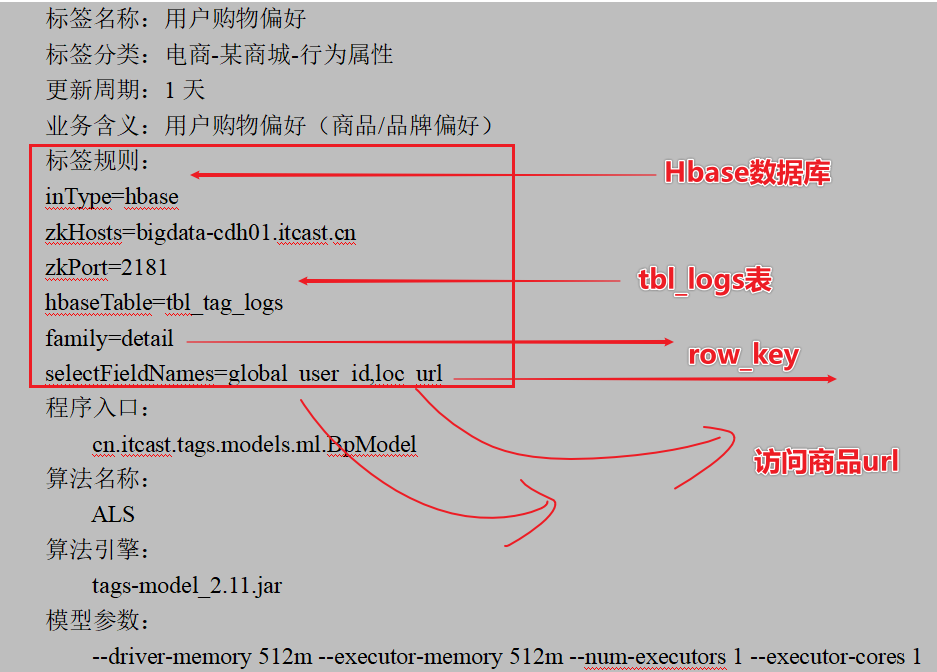 标签名称：用户购物偏好
标签分类：电商-某商城-行为属性
更新周期：1 天
业务含义：用户购物偏好（商品/品牌偏好）
标签规则：
Hbase数据库
inType=hbase
zkHosts=bigdata-cdh01.itcast.cn
zkPort=2181
tbl_logs表
hbaseTable=tbl_tag_logs
family=detail
row_key
selectFieldNames=global_user_id,loc_url
程序入口：
cn.itcast.tags.models.ml.BpModel
访问商品url
算法名称：
ALS
算法引擎：
tags-model_2.11.jar
模型参数：
--driver-memory 512m --executor-memory 512m --num-executors 1 --executor-cores 1